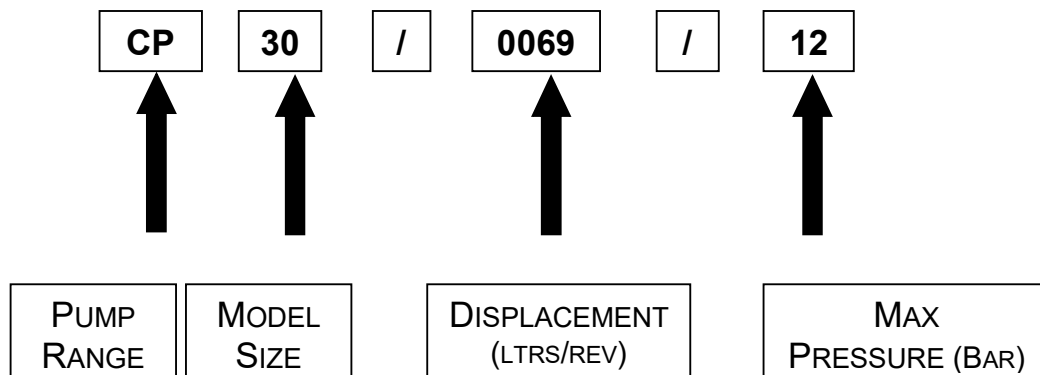 CP 30 / 0069 / 12
PUMP RANGE
MODEL SIZE
DISPLACEMENT (LTRS/REV)
MAX PRESSURE (BAR)